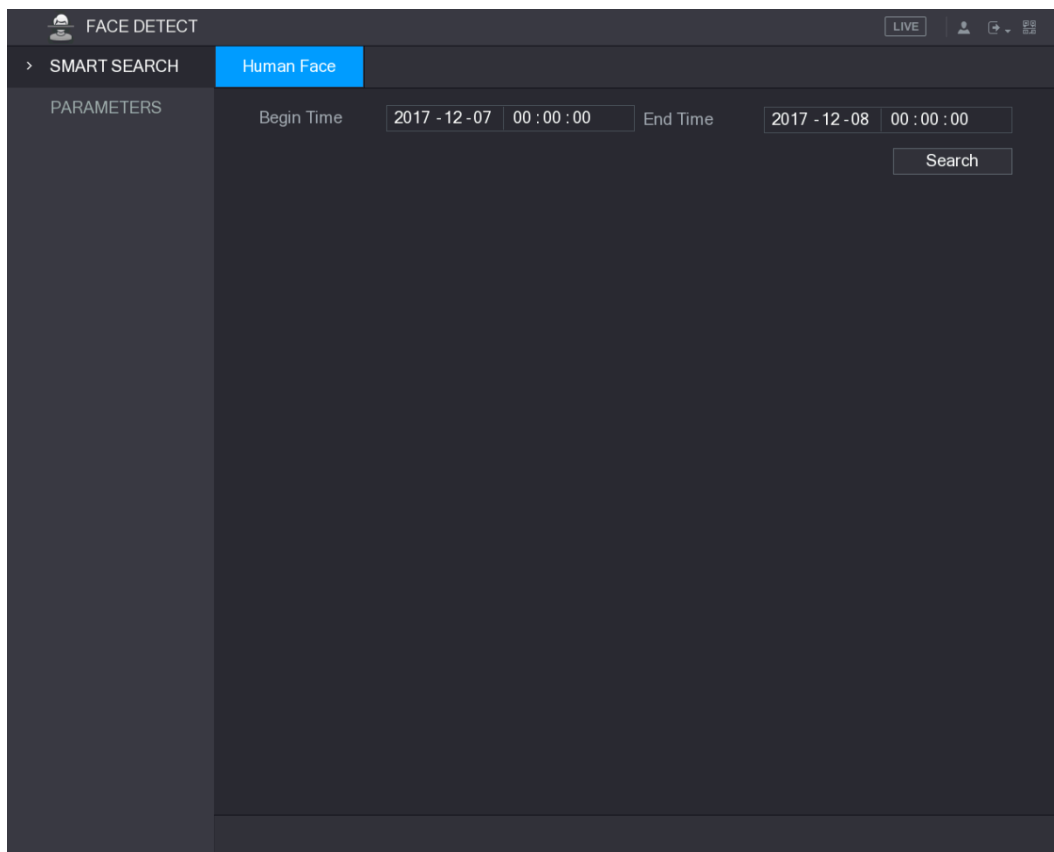 FACE DETECT LIVE
SMART SEARCH Human Face
PARAMETERS
Begin Time 2017 - 12 - 07 00 : 00 : 00 End Time 2017 - 12 - 08 00 : 00 : 00
Search